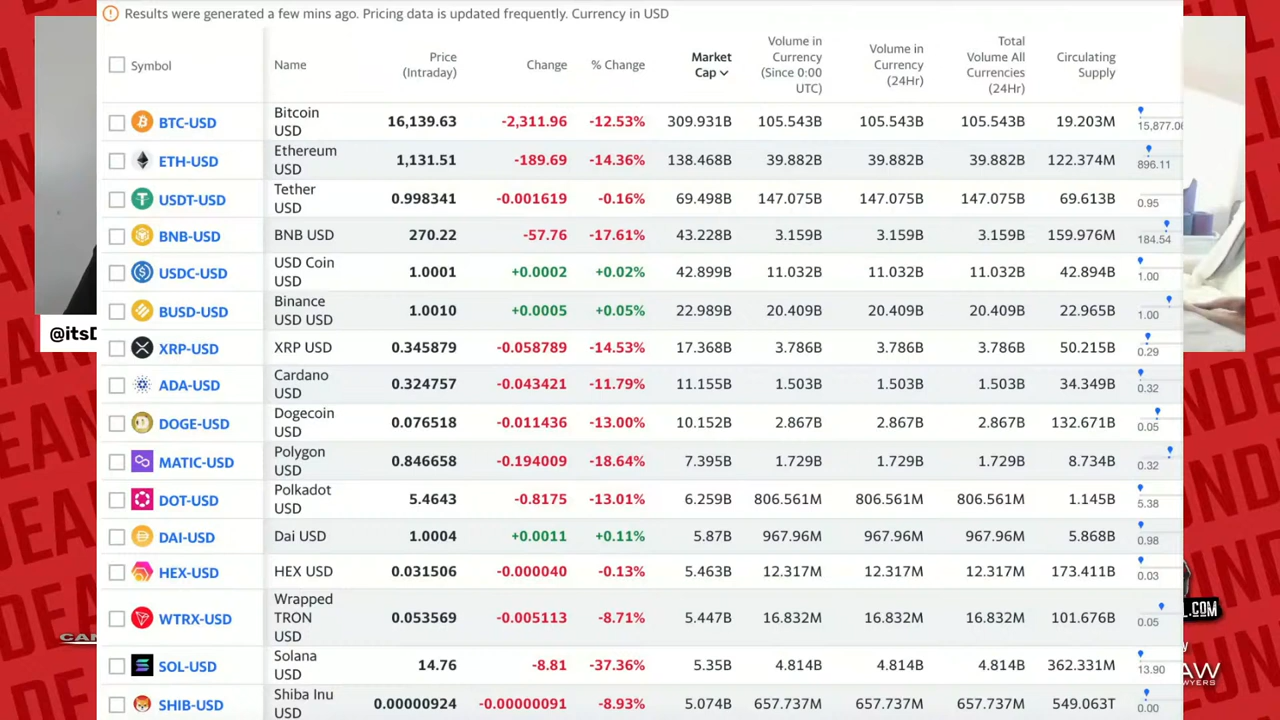 Results were generated a few mins ago. Pricing data is updated frequently. Currency in USD
Symbol Name Price (Intraday) Change % Change Market Cap Volume in Currency (Since 0:00 UTC) Volume in Currency (24Hr) Total Volume All Currencies (24Hr) Circulating Supply
BTC-USD Bitcoin USD 16,139.63 -2,311.96 -12.53% 309.931B 105.543B 105.543B 105.543B 19.203M 15,877.06
ETH-USD Ethereum USD 1,131.51 -189.69 -14.36% 138.468B 39.882B 39.882B 39.882B 122.374M 896.11
USDT-USD Tether USD 0.998341 -0.001619 -0.16% 69.498B 147.075B 147.075B 147.075B 69.613M 0.95
BNB-USD BNB USD 270.22 -57.76 -17.61% 43.228B 3.159B 3.159B 3.159B 159.976M 184.54
USDC-USD USD Coin USD 1.0001 +0.0002 +0.02% 42.899B 11.032B 11.032B 11.032B 42.894B 1.00
BUSD-USD Binance USD USD 1.0010 +0.0005 +0.05% 22.989B 20.409B 20.409B 20.409B 22.965B 1.00
@itsD
XRP-USD XRP USD 0.345879 -0.058789 -14.53% 17.368B 3.786B 3.786B 3.786B 50.215B 0.29
ADA-USD Cardano USD 0.324757 -0.043421 -11.79% 11.155B 1.503B 1.503B 1.503B 34.349B 0.32
DOGE-USD Dogecoin USD 0.076518 -0.011436 -13.00% 10.152B 2.867B 2.867B 2.867B 132.671B 0.05
MATIC-USD Polygon USD 0.846658 -0.194009 -18.64% 7.395B 1.729B 1.729B 1.729B 8.734B 0.32
DOT-USD Polkadot USD 5.4643 -0.8175 -13.01% 6.259B 806.561M 806.561M 806.561M 1.145B 5.38
DAI-USD Dai USD 1.0004 +0.0011 +0.11% 5.87B 967.96M 967.96M 967.96M 5.868B 0.98
HEX-USD HEX USD 0.031506 -0.000040 -0.13% 5.463B 12.317M 12.317M 12.317M 173.411B 0.03
WTRX-USD Wrapped TRON USD 0.053569 -0.005113 -8.71% 5.447B 16.832M 16.832M 16.832M 101.676B 0.05
SOL-USD Solana USD 14.76 -8.81 -37.36% 5.35B 4.814B 4.814B 4.814B 362.331M 13.90
SHIB-USD Shiba Inu USD 0.00000924 -0.00000091 -8.93% 5.074B 657.737M 657.737M 657.737M 549.063T 0.00